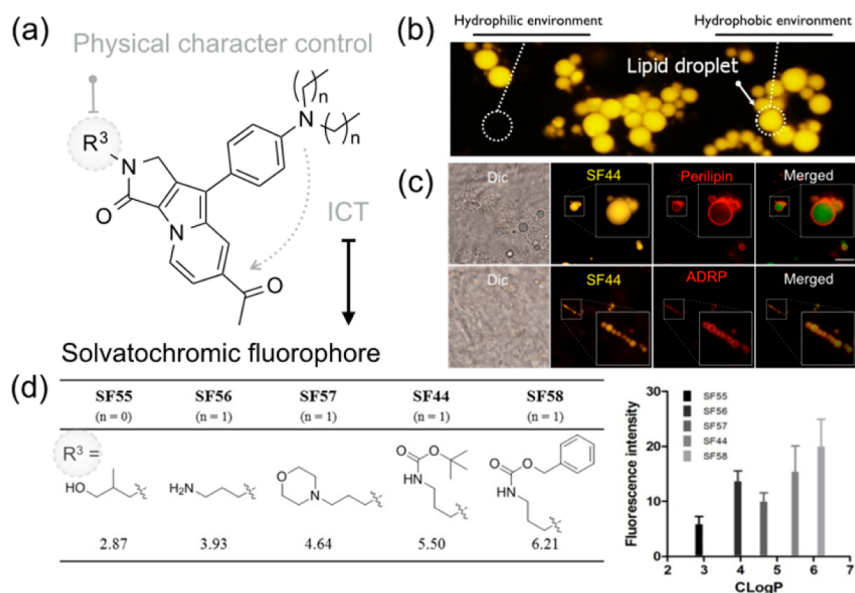 (a)
Physical character control
R³
N
O
N
n
n
N
O
ICT
Solvatochromic fluorophore
(b)
Hydrophilic environment
Hydrophobic environment
Lipid droplet
(c)
Dic
SF44
Perilipin
Merged
Dic
SF44
ADRP
Merged
(d)
SF55 SF56 SF57 SF44 SF58
(n = 0) (n = 1) (n = 1) (n = 1) (n = 1)
R³ =
HO
H₂N
O
N
O
O
HN
O
O
HN
2.87 3.93 4.64 5.50 6.21
Fluorescence intensity
30
20
10
0
SF55
SF56
SF57
SF44
SF58
2 3 4 5 6 7
CLogP